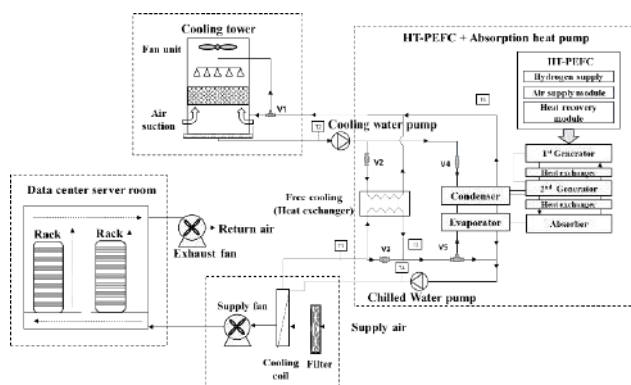 Cooling tower
Fan unit
Air
suction
V1
T2
Cooling water pump
HT-PEFC + Absorption heat pump
HT-PEFC
Hydrogen supply
Air supply module
Heat recovery
module
1st Generator
Heat exchanger
2nd Generator
Heat exchanger
Absorber
V2
V4
Free cooling
(Heat exchanger)
Condenser
Evaporator
V5
Chilled Water pump
Data center server room
Rack
Rack
Return air
Exhaust fan
Supply fan
Supply air
Cooling
coil
Filter